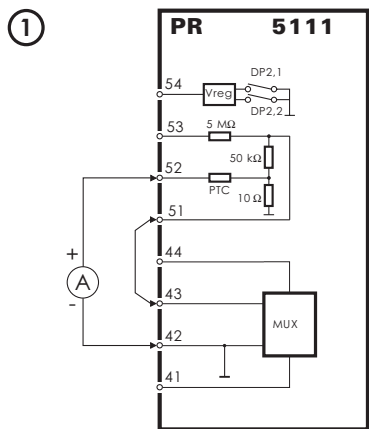 1
PR 5111
54
Vreg
DP2,1
DP2,2
53
5 MΩ
50 kΩ
52
PTC
10 Ω
51
+
A
-
44
43
MUX
42
41